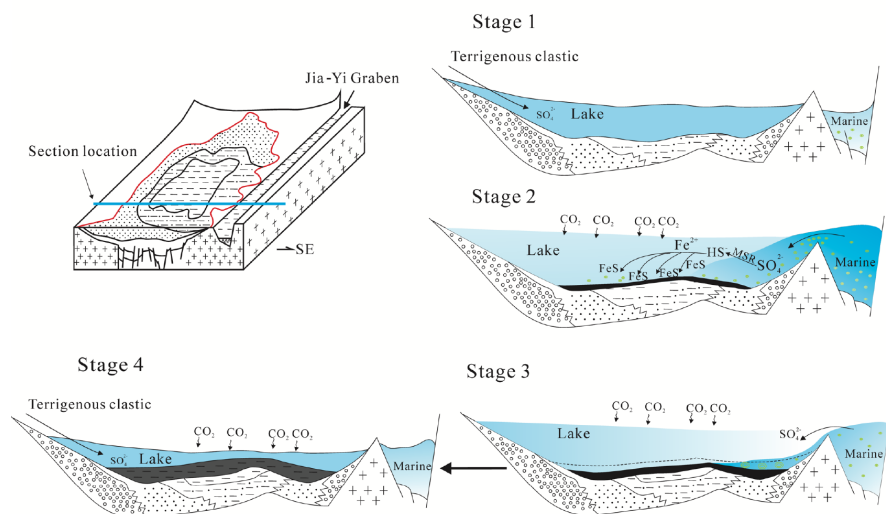 Jia-Yi Graben
Section location
SE
Stage 1
Terrigenous clastic
SO₄²⁻
Lake
Marine
Stage 2
CO₂ CO₂ CO₂ CO₂
Lake
Fe²⁺
HS⁻
MSR
SO₄²⁻
Marine
FeS FeS FeS FeS
Stage 4
Terrigenous clastic
CO₂ CO₂ CO₂ CO₂
SO₄²⁻
Lake
Marine
Stage 3
CO₂ CO₂ CO₂ CO₂
SO₄²⁻
Lake
Marine